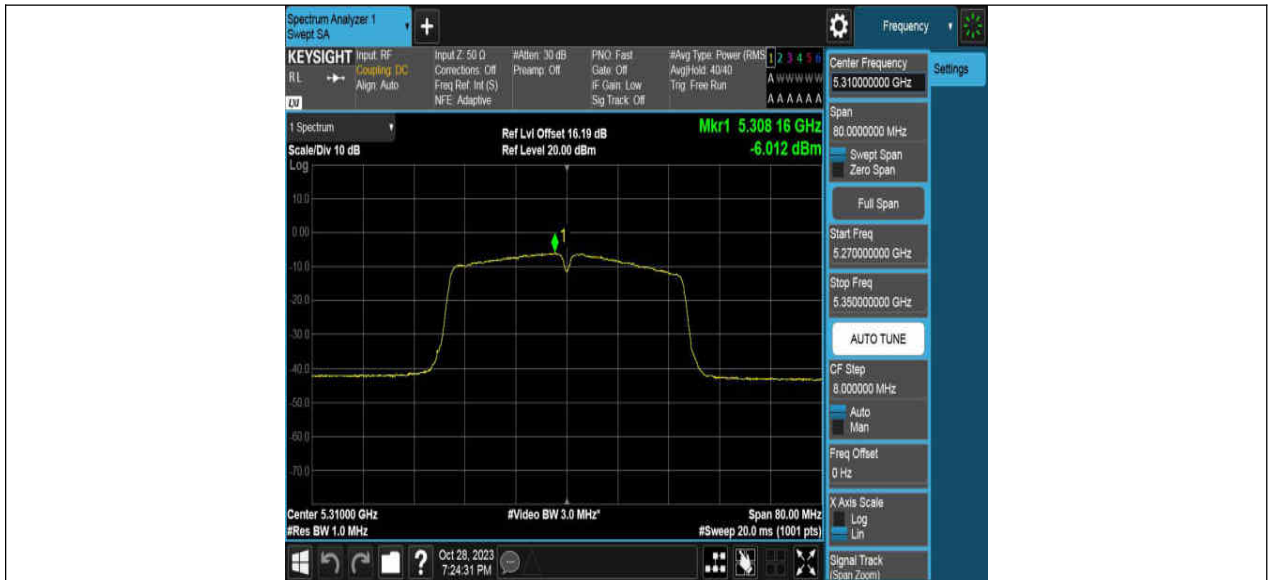 Spectrum Analyzer 1
Swept SA
+
Frequency
KEYSIGHT
RL
Input: RF
Coupling: DC
Align: Auto
Input Z: 50 Ω
Corrections: Off
Freq Ref: Int (S)
NFE: Adaptive
#Atten: 30 dB
Preamp: Off
PNO: Fast
Gate: Off
IF Gain: Low
Sig Track: Off
#Avg Type: Power (RMS
Avg|Hold: 40/40
Trig: Free Run
1 2 3 4 5 6
A W W W W W
A A A A A A
1 Spectrum
Scale/Div 10 dB
Log
Ref Lvl Offset 16.19 dB
Ref Level 20.00 dBm
Mkr1 5.308 16 GHz
-6.012 dBm
10.0
0.00
-10.0
-20.0
-30.0
-40.0
-50.0
-60.0
-70.0
1
Center 5.31000 GHz
#Res BW 1.0 MHz
#Video BW 3.0 MHz*
Span 80.00 MHz
#Sweep 20.0 ms (1001 pts)
Oct 28, 2023
7:24:31 PM
Center Frequency
5.310000000 GHz
Settings
Span
80.0000000 MHz
Swept Span
Zero Span
Full Span
Start Freq
5.270000000 GHz
Stop Freq
5.350000000 GHz
AUTO TUNE
CF Step
8.000000 MHz
Auto
Man
Freq Offset
0 Hz
X Axis Scale
Log
Lin
Signal Track
(Span Zoom)